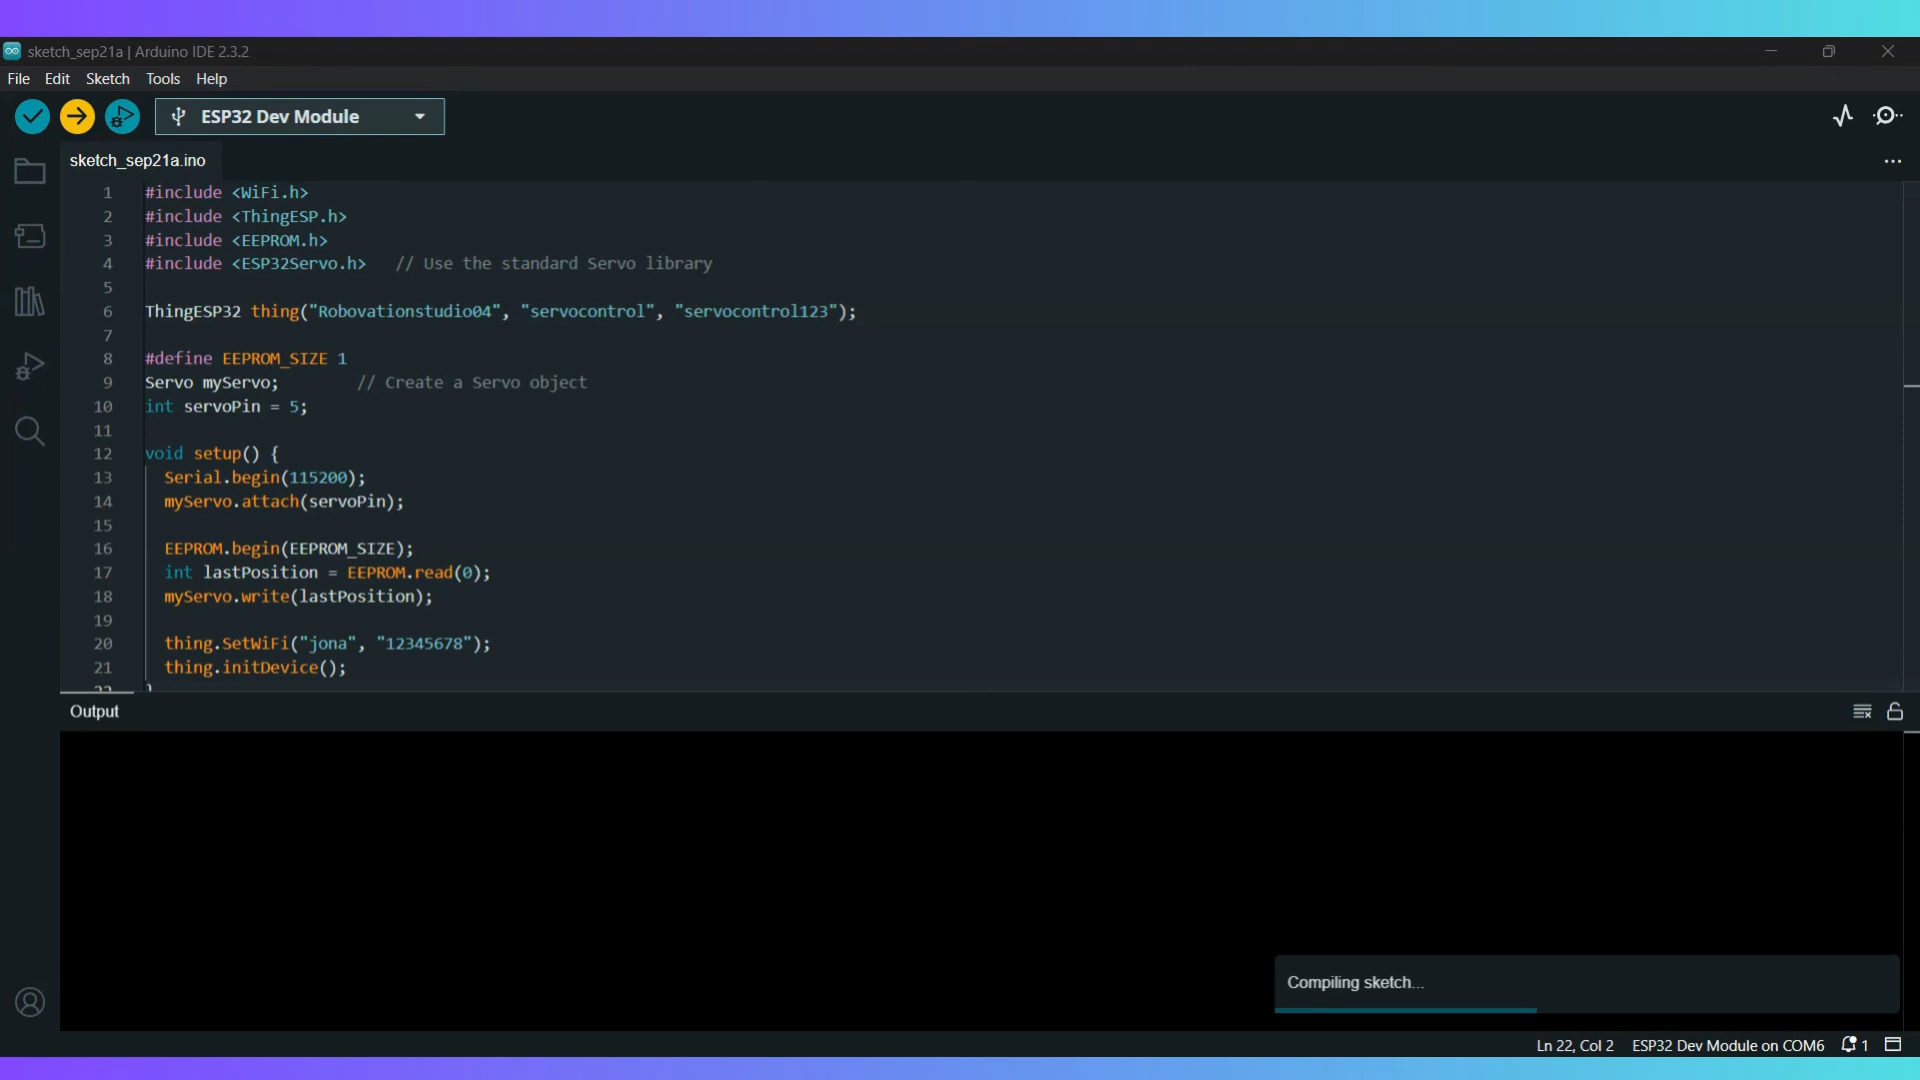 sketch_sep21a | Arduino IDE 2.3.2
File Edit Sketch Tools Help
ESP32 Dev Module
sketch_sep21a.ino
1 #include <WiFi.h>
2 #include <ThingESP.h>
3 #include <EEPROM.h>
4 #include <ESP32Servo.h> // Use the standard Servo library
5
6 ThingESP32 thing("Robovationstudio04", "servocontrol", "servocontrol123");
7
8 #define EEPROM_SIZE 1
9 Servo myServo; // Create a Servo object
10 int servoPin = 5;
11
12 void setup() {
13 Serial.begin(115200);
14 myServo.attach(servoPin);
15
16 EEPROM.begin(EEPROM_SIZE);
17 int lastPosition = EEPROM.read(0);
18 myServo.write(lastPosition);
19
20 thing.SetWiFi("jona", "12345678");
21 thing.initDevice();
22 }
Output
Compiling sketch...
Ln 22, Col 2 ESP32 Dev Module on COM6 1